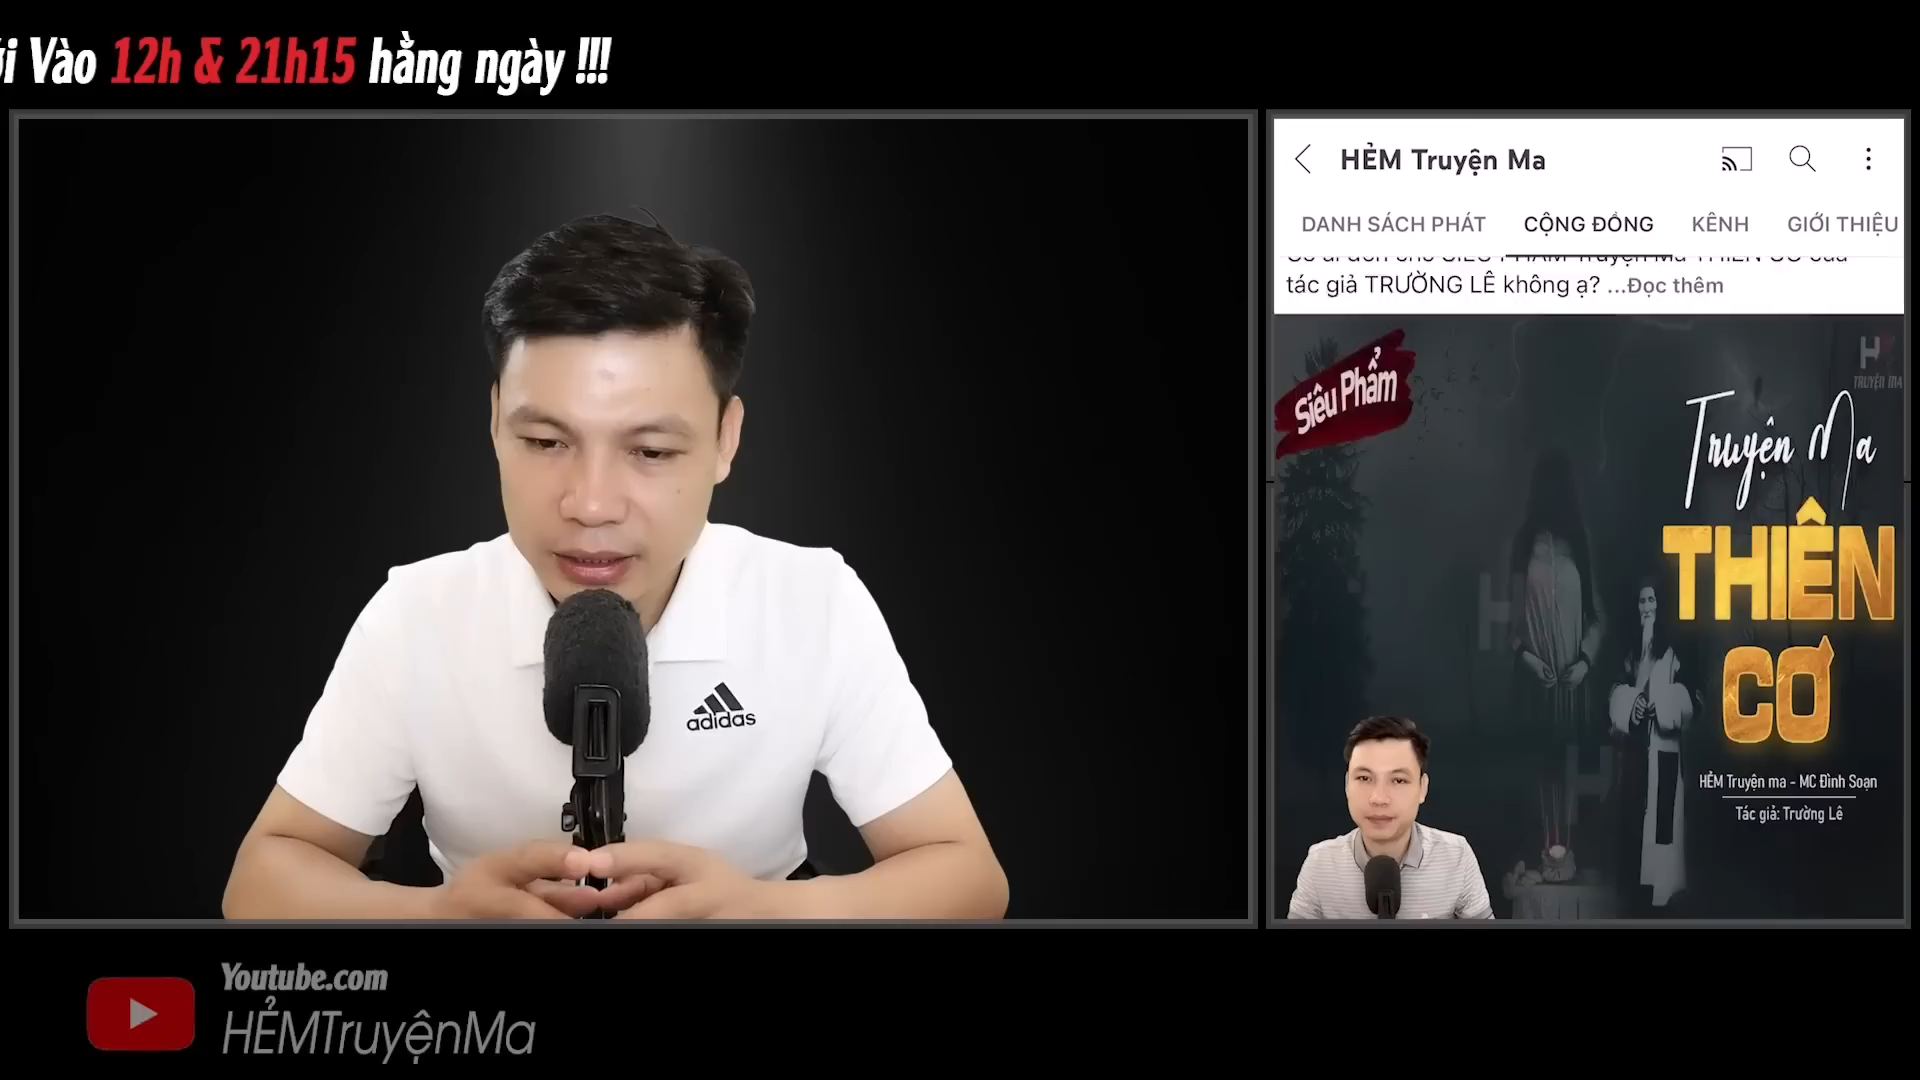 Vào 12h & 21h15 hằng ngày !!!
HẺM Truyện Ma
DANH SÁCH PHÁT CỘNG ĐỒNG KÊNH GIỚI THIỆU
tác giả TRƯỜNG LÊ không ạ? ...Đọc thêm
Siêu Phẩm
TRUYỆN MA
Truyện Ma
THIÊN
CƠ
HẺM Truyện ma - MC Đình Soạn
Tác giả: Trường Lê
adidas
Youtube.com
HẺMTruyệnMa